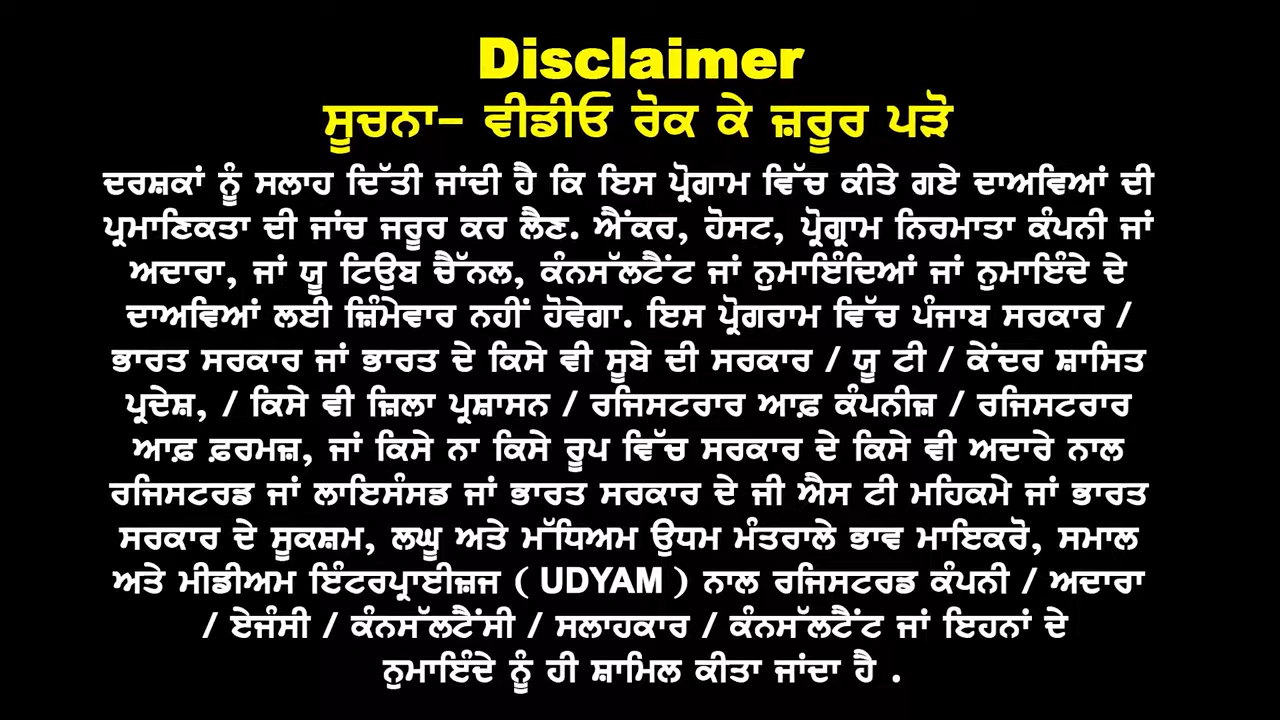 Disclaimer
ਸੂਚਨਾ- ਵੀਡੀਓ ਰੋਕ ਕੇ ਜ਼ਰੂਰ ਪੜੋ
ਦਰਸ਼ਕਾਂ ਨੂੰ ਸਲਾਹ ਦਿੱਤੀ ਜਾਂਦੀ ਹੈ ਕਿ ਇਸ ਪ੍ਰੋਗਾਮ ਵਿੱਚ ਕੀਤੇ ਗਏ ਦਾਅਵਿਆਂ ਦੀ
ਪ੍ਰਮਾਣਿਕਤਾ ਦੀ ਜਾਂਚ ਜਰੂਰ ਕਰ ਲੈਣ. ਐਂਕਰ, ਹੋਸਟ, ਪ੍ਰੋਗ੍ਰਾਮ ਨਿਰਮਾਤਾ ਕੰਪਨੀ ਜਾਂ
ਅਦਾਰਾ, ਜਾਂ ਯੂ ਟਿਊਬ ਚੈੱਨਲ, ਕੰਨਸੱਲਟੈਂਟ ਜਾਂ ਨੁਮਾਇੰਦਿਆਂ ਜਾਂ ਨੁਮਾਇੰਦੇ ਦੇ
ਦਾਅਵਿਆਂ ਲਈ ਜ਼ਿੰਮੇਵਾਰ ਨਹੀਂ ਹੋਵੇਗਾ. ਇਸ ਪ੍ਰੋਗਰਾਮ ਵਿੱਚ ਪੰਜਾਬ ਸਰਕਾਰ /
ਭਾਰਤ ਸਰਕਾਰ ਜਾਂ ਭਾਰਤ ਦੇ ਕਿਸੇ ਵੀ ਸੂਬੇ ਦੀ ਸਰਕਾਰ / ਯੂ ਟੀ / ਕੇਂਦਰ ਸ਼ਾਸਿਤ
ਪ੍ਰਦੇਸ਼, / ਕਿਸੇ ਵੀ ਜ਼ਿਲਾ ਪ੍ਰਸ਼ਾਸਨ / ਰਜਿਸਟਰਾਰ ਆਫ਼ ਕੰਪਨੀਜ਼ / ਰਜਿਸਟਰਾਰ
ਆਫ਼ ਫ਼ਰਮਜ਼, ਜਾਂ ਕਿਸੇ ਨਾ ਕਿਸੇ ਰੂਪ ਵਿੱਚ ਸਰਕਾਰ ਦੇ ਕਿਸੇ ਵੀ ਅਦਾਰੇ ਨਾਲ
ਰਜਿਸਟਰਡ ਜਾਂ ਲਾਇਸੰਸਡ ਜਾਂ ਭਾਰਤ ਸਰਕਾਰ ਦੇ ਜੀ ਐਸ ਟੀ ਮਹਿਕਮੇ ਜਾਂ ਭਾਰਤ
ਸਰਕਾਰ ਦੇ ਸੂਕਸ਼ਮ, ਲਘੂ ਅਤੇ ਮੱਧਿਅਮ ਉਧਮ ਮੰਤਰਾਲੇ ਭਾਵ ਮਾਇਕਰੋ, ਸਮਾਲ
ਅਤੇ ਮੀਡੀਅਮ ਇੰਟਰਪ੍ਰਾਈਜ਼ਜ ( UDYAM ) ਨਾਲ ਰਜਿਸਟਰਡ ਕੰਪਨੀ / ਅਦਾਰਾ
/ ਏਜੰਸੀ / ਕੰਨਸੱਲਟੈਂਸੀ / ਸਲਾਹਕਾਰ / ਕੰਨਸੱਲਟੈਂਟ ਜਾਂ ਇਹਨਾਂ ਦੇ
ਨੁਮਾਇੰਦੇ ਨੂੰ ਹੀ ਸ਼ਾਮਿਲ ਕੀਤਾ ਜਾਂਦਾ ਹੈ .